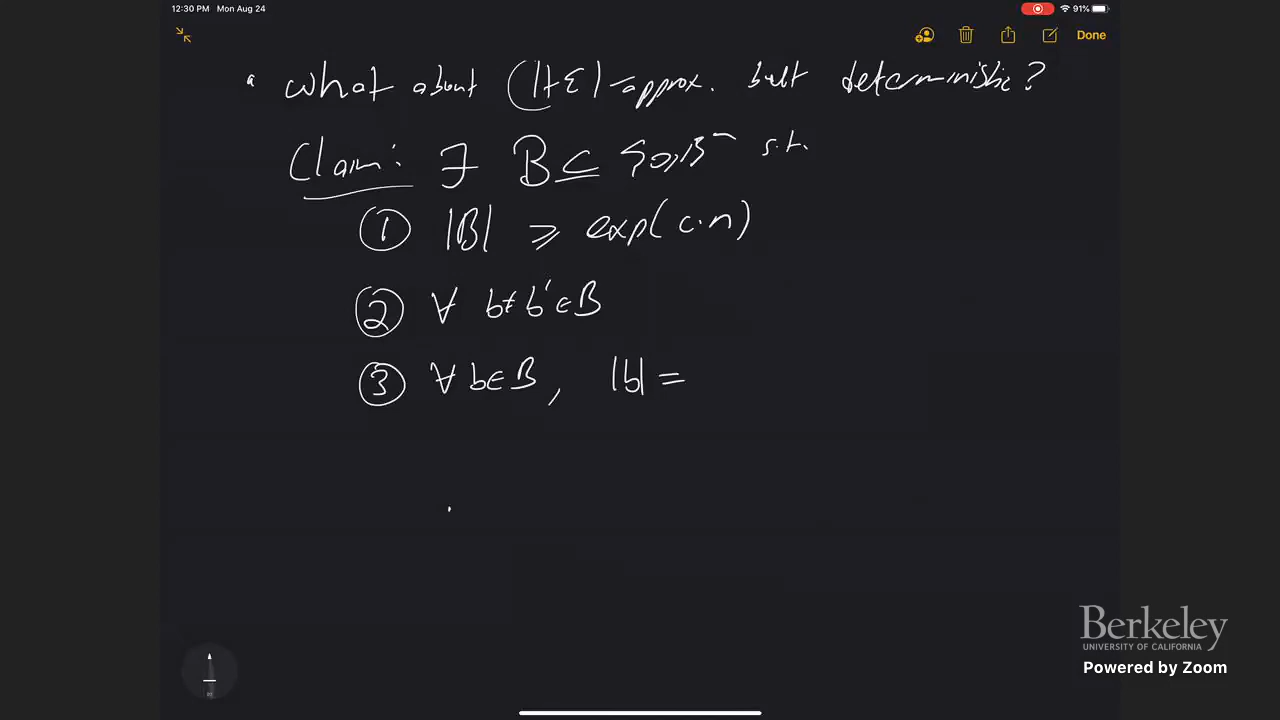 12:30 PM Mon Aug 24
91%
Done
• What about (1+ε)-approx. but deterministic?
Claim: ∃ B ⊆ {0,1}^n s.t.
① |B| ≥ exp(c·n)
② ∀ b≠b'∈B
③ ∀ b∈B, |b| =
Berkeley
UNIVERSITY OF CALIFORNIA
Powered by Zoom